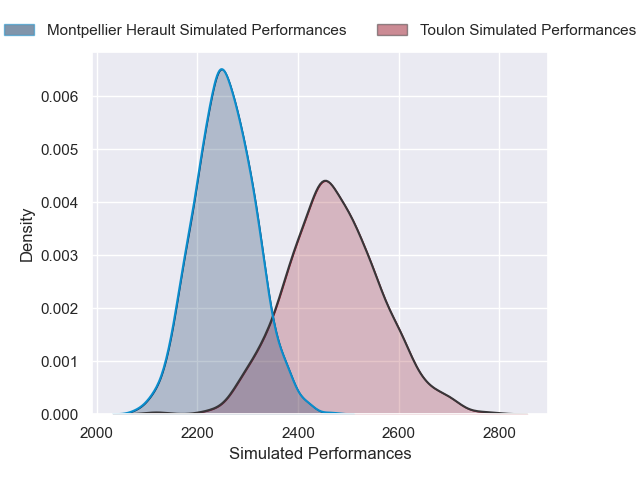 Montpellier Herault Simulated Performances
Toulon Simulated Performances
0.006
0.005
0.004
0.003
0.002
0.001
0.000
Density
2000 2200 2400 2600 2800
Simulated Performances